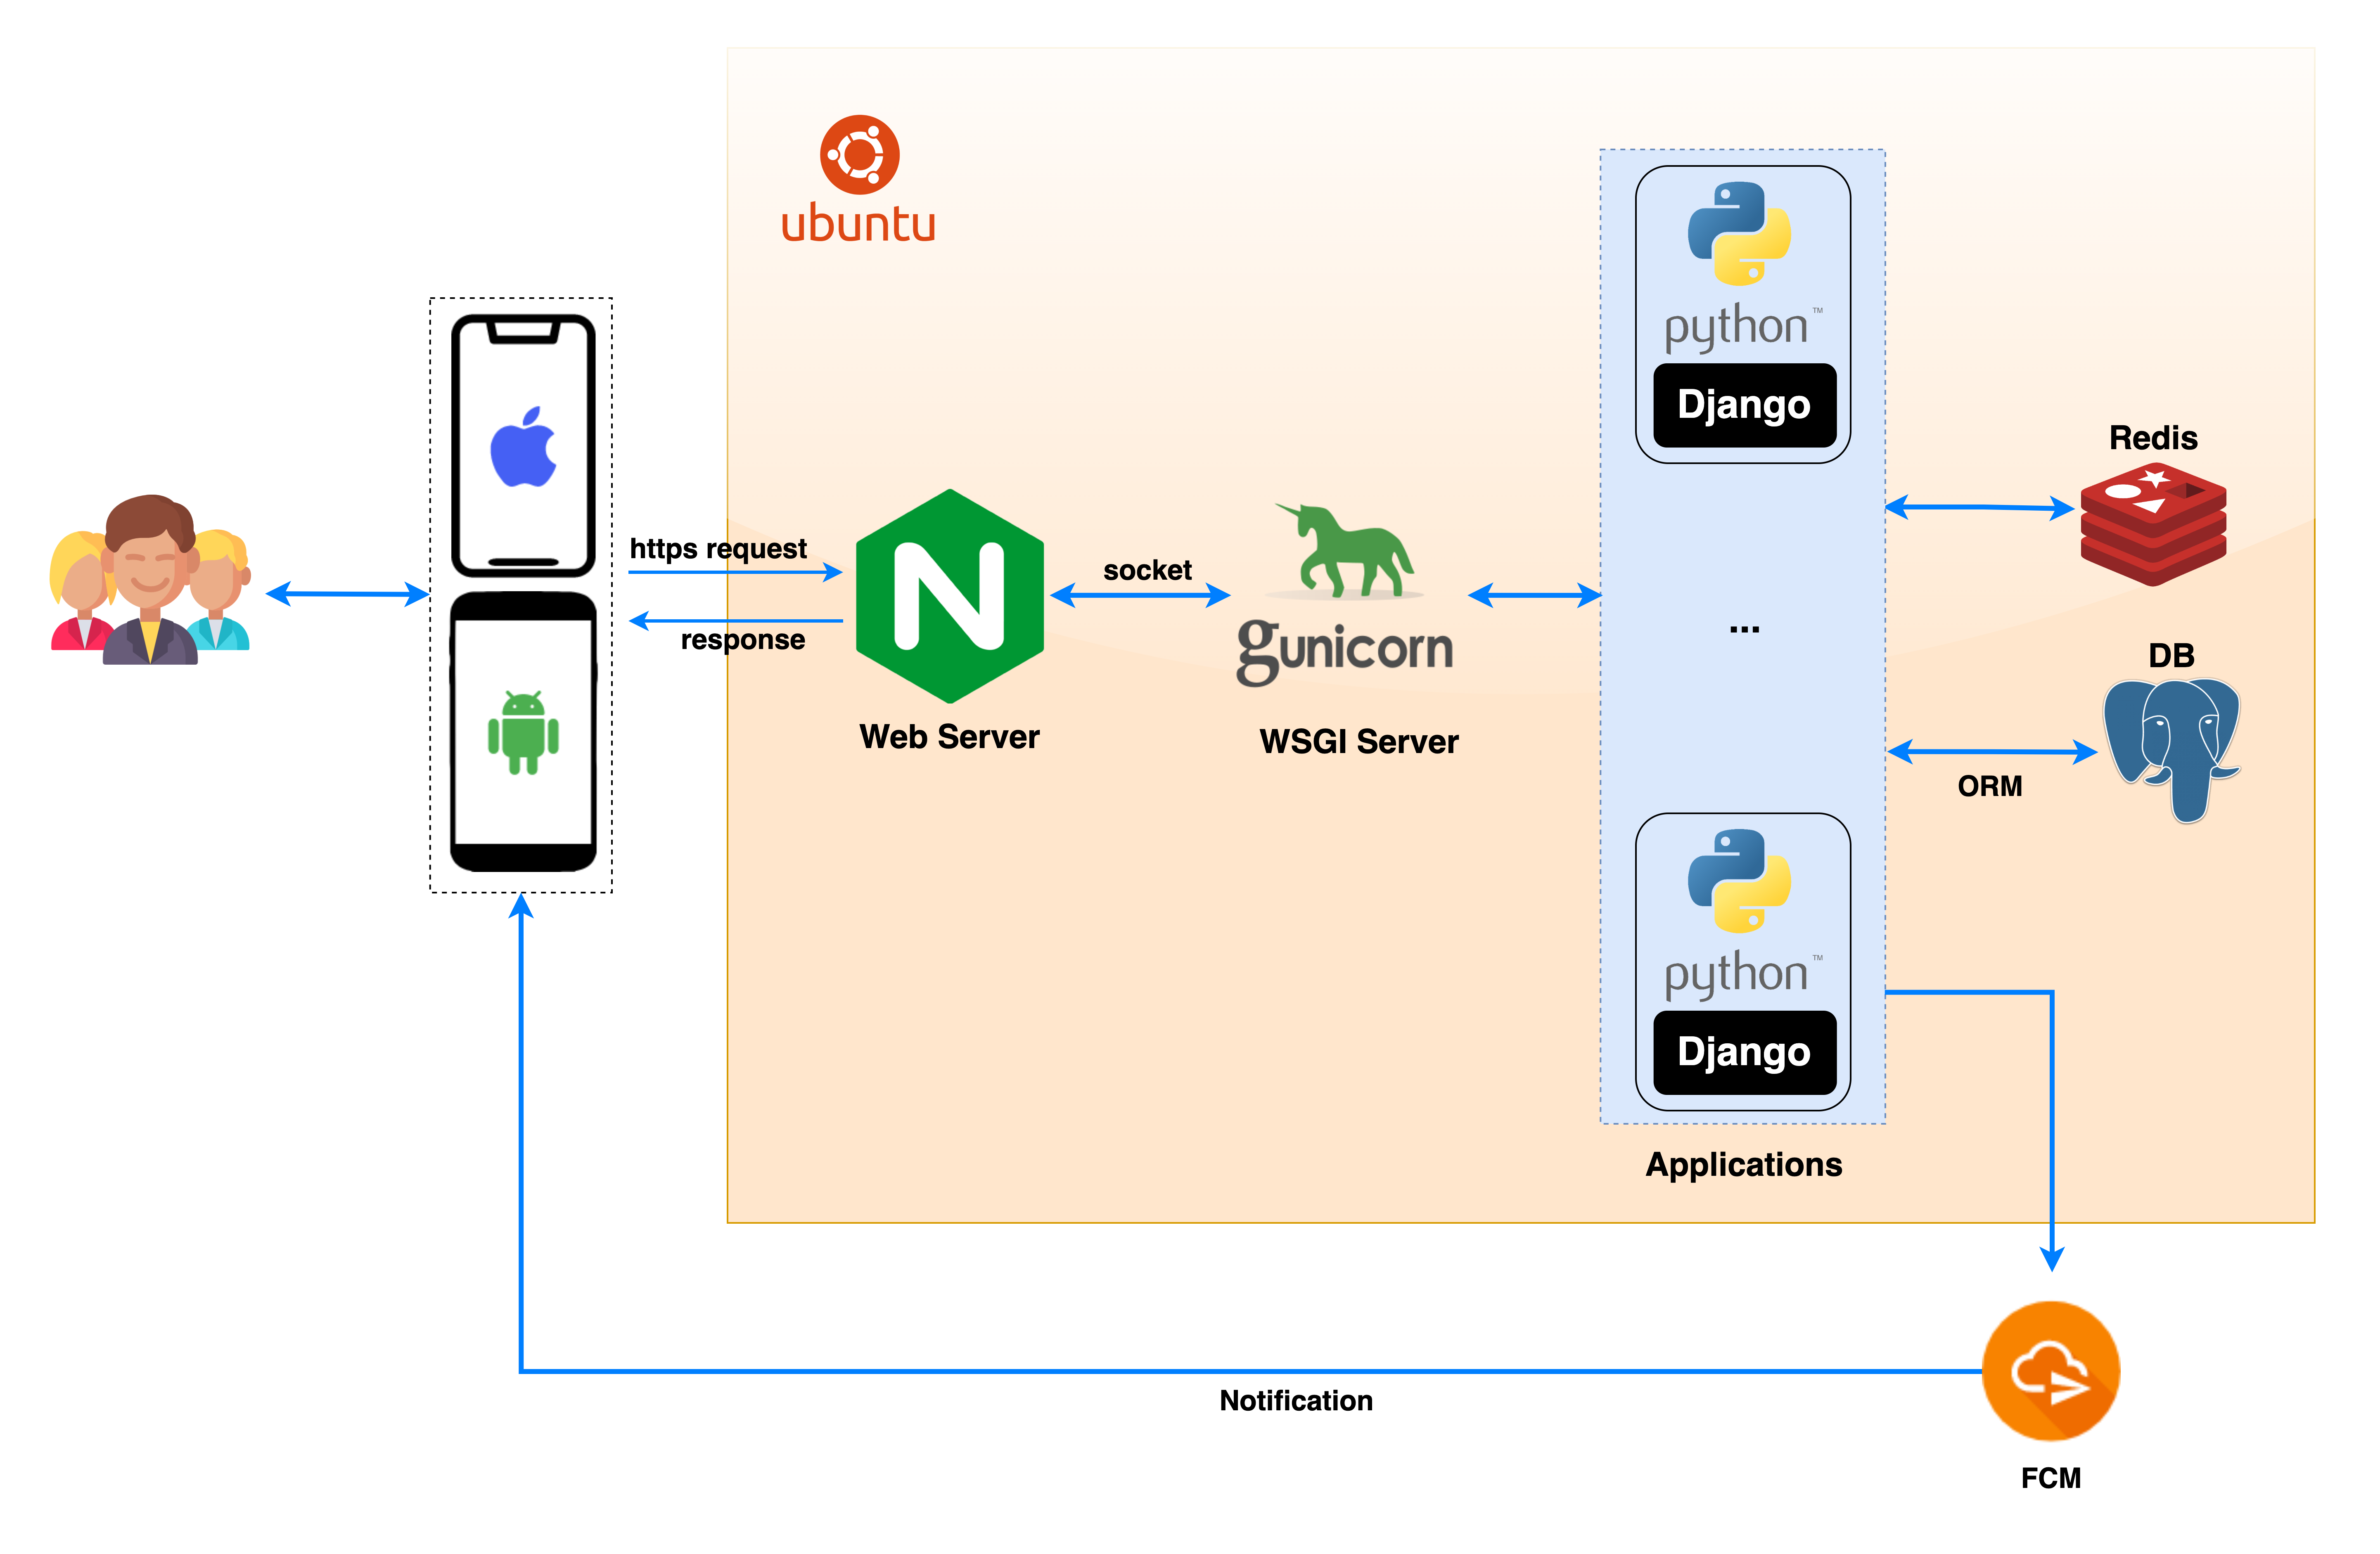 ubuntu
https request
response
Web Server
socket
gunicorn
WSGI Server
python™
Django
...
python™
Django
Applications
Redis
DB
ORM
Notification
FCM